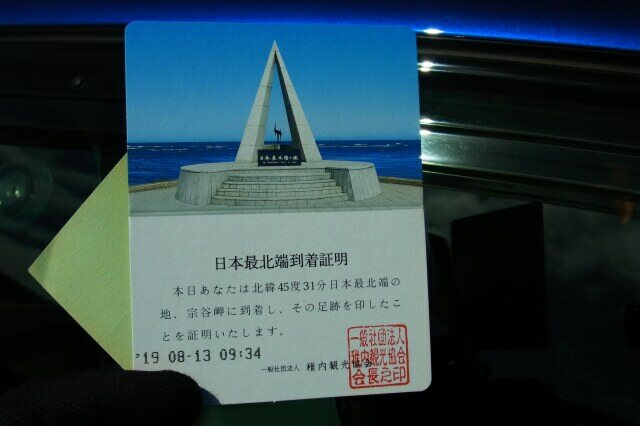 日本最北端の地
日本最北端到着証明
本日あなたは北緯45度31分日本最北端の
地、宗谷岬に到着し、その足跡を印したこ
とを証明いたします。
'19 08-13 09:34
一般社団法人 稚内観光協会
一般社団法人
稚内観光協会
会長之印